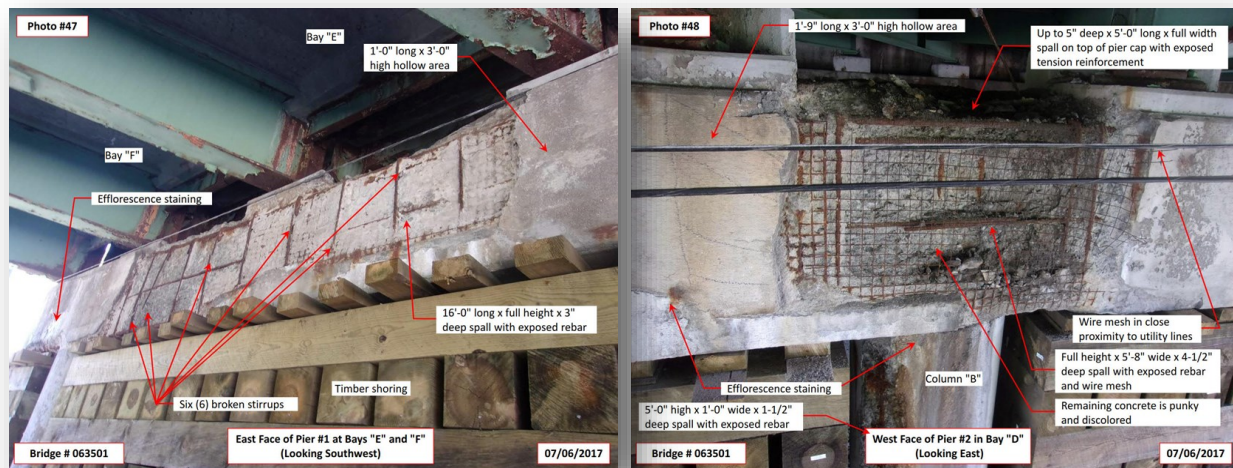 Photo #47
Bay "E"
1'-0" long x 3'-0"
high hollow area
Bay "F"
Efflorescence staining
16'-0" long x full height x 3"
deep spall with exposed rebar
Timber shoring
Six (6) broken stirrups
Bridge # 063501
East Face of Pier #1 at Bays "E" and "F"
(Looking Southwest)
07/06/2017
Photo #48
1'-9" long x 3'-0" high hollow area
Up to 5" deep x 5'-0" long x full width
spall on top of pier cap with exposed
tension reinforcement
Wire mesh in close
proximity to utility lines
Full height x 5'-8" wide x 4-1/2"
deep spall with exposed rebar
and wire mesh
Efflorescence staining
Column "B"
Remaining concrete is punky
and discolored
5'-0" high x 1'-0" wide x 1-1/2"
deep spall with exposed rebar
Bridge # 063501
West Face of Pier #2 in Bay "D"
(Looking East)
07/06/2017